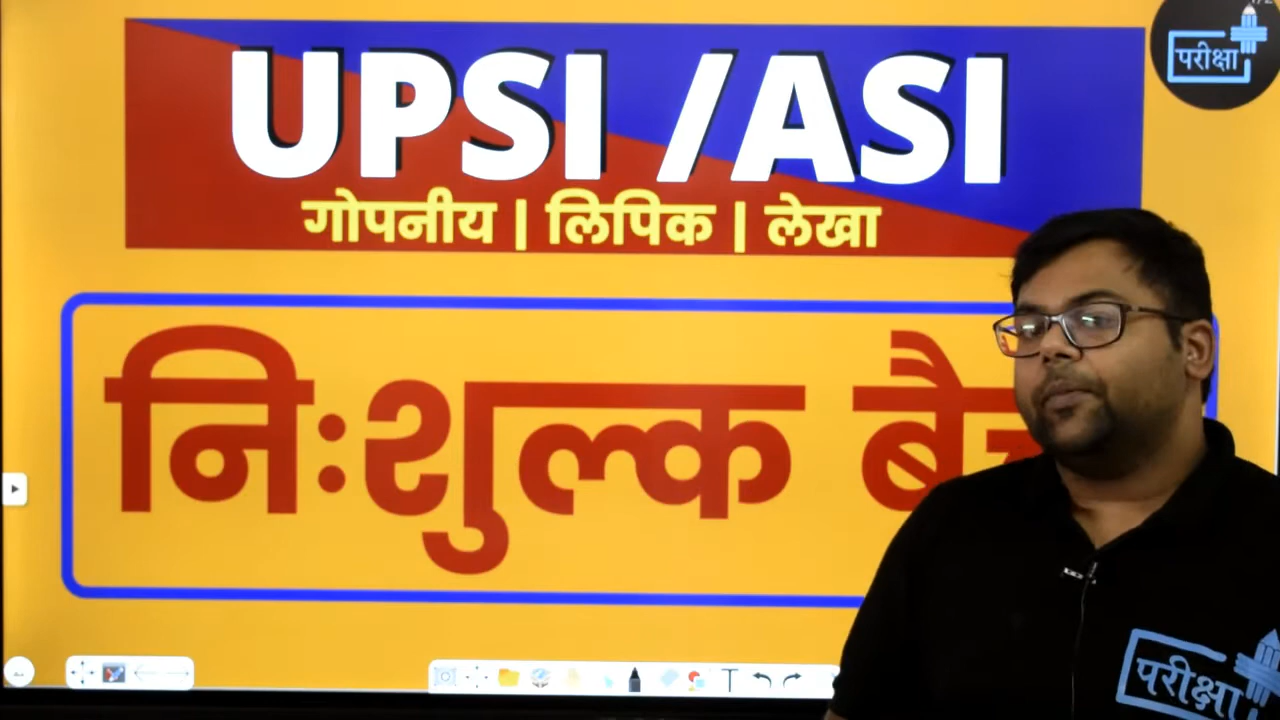 UPSI / ASI
परीक्षा
गोपनीय | लिपिक | लेखा
निःशुल्क
परीक्षा